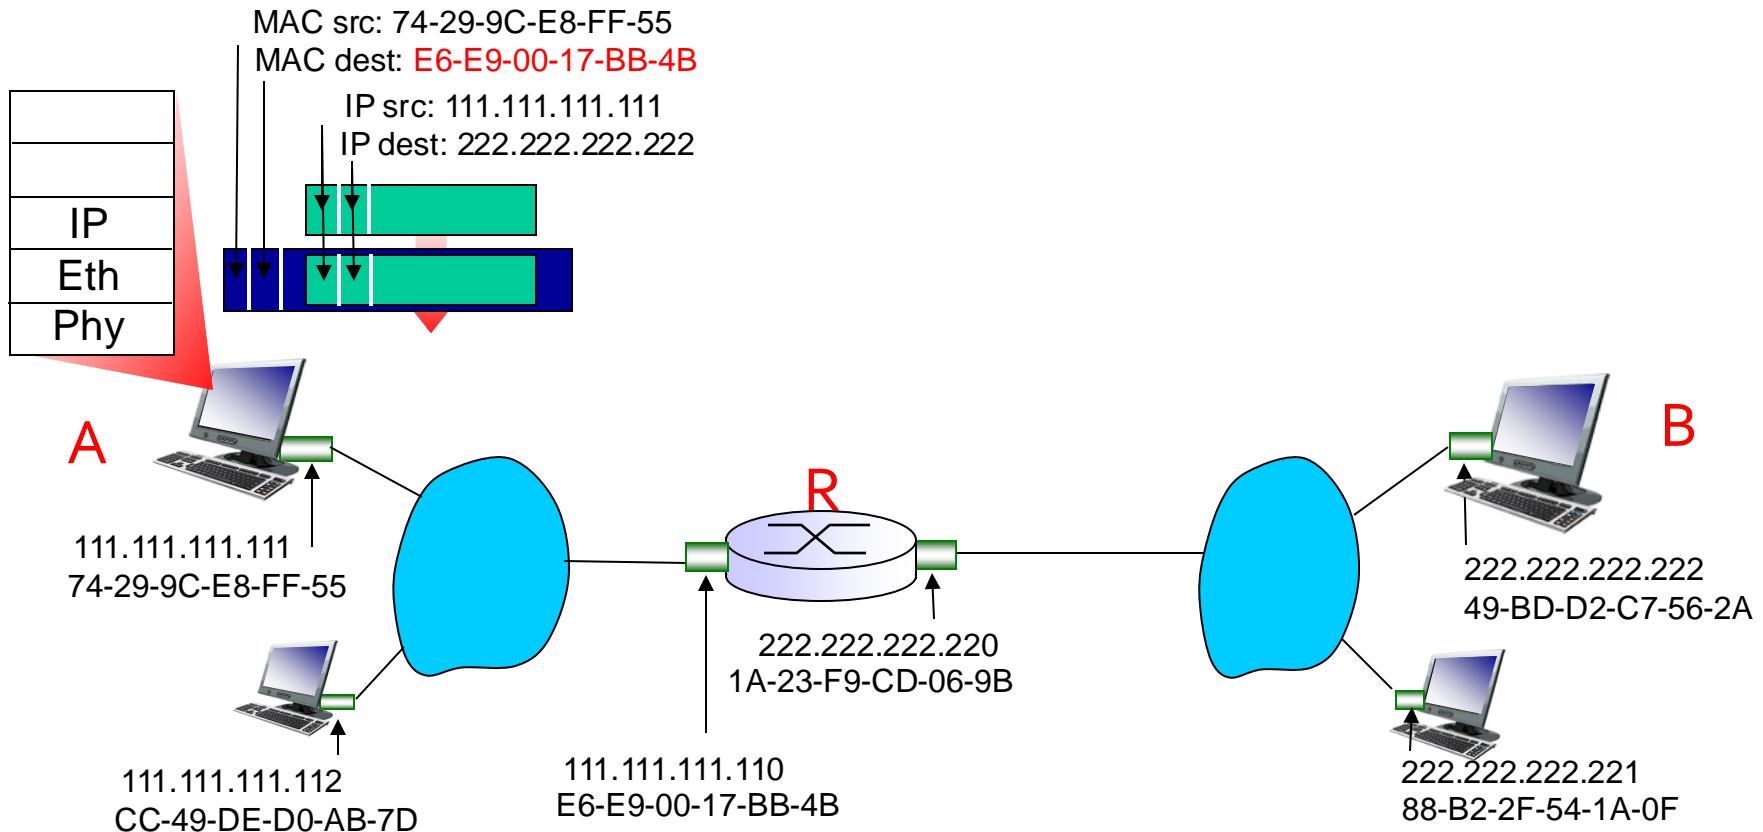 MAC src: 74-29-9C-E8-FF-55
MAC dest: E6-E9-00-17-BB-4B
IP src: 111.111.111.111
IP dest: 222.222.222.222
IP
Eth
Phy
A
B
R
111.111.111.111
74-29-9C-E8-FF-55
222.222.222.222
49-BD-D2-C7-56-2A
222.222.222.220
1A-23-F9-CD-06-9B
111.111.111.112
CC-49-DE-D0-AB-7D
111.111.111.110
E6-E9-00-17-BB-4B
222.222.222.221
88-B2-2F-54-1A-0F